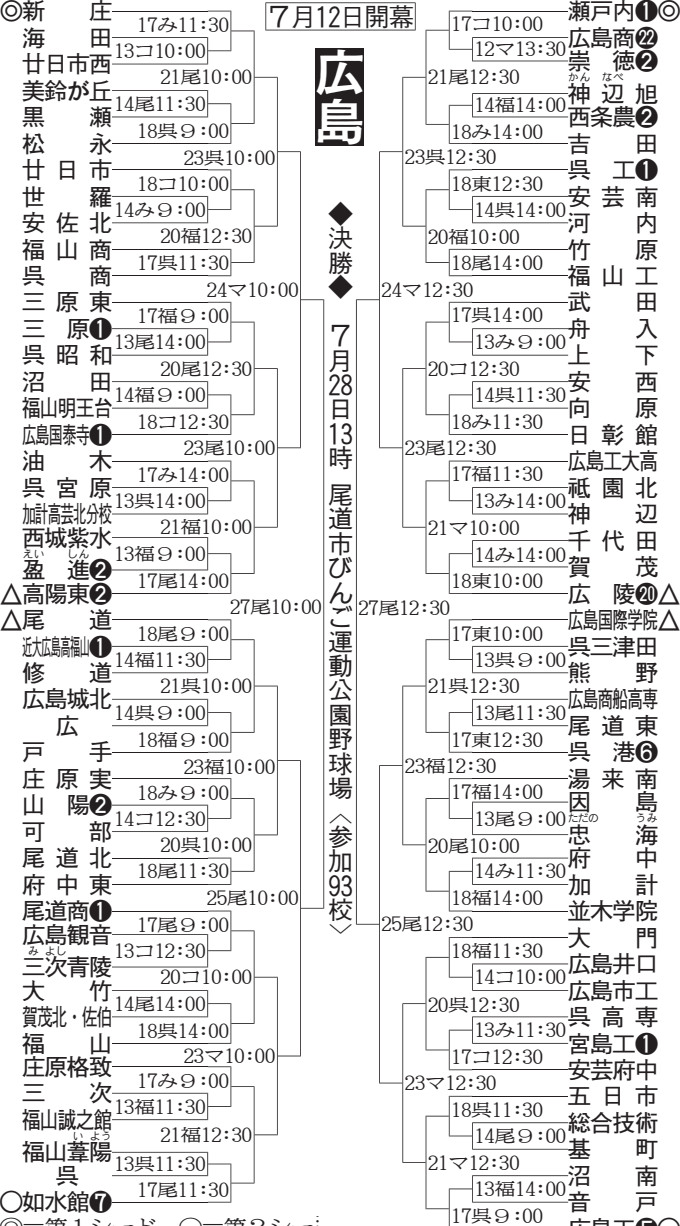 7月12日開幕
広島
◆決勝◆ 7月28日13時 尾道市びんご運動公園野球場〈参加93校〉
◎新庄
17み11:30
海田
13コ10:00
廿日市西
21尾10:00
美鈴が丘
14尾11:30
黒瀬
18呉9:00
松永
23呉10:00
廿日市
18コ10:00
世羅
14み9:00
安佐北
20福12:30
福山商
17呉11:30
呉商
24マ10:00
三原東
17福9:00
三原❶
13尾14:00
呉昭和
20尾12:30
沼田
14福9:00
福山明王台
18コ12:30
広島国泰寺❶
23尾10:00
油木
17み14:00
呉宮原
13呉14:00
加計高芸北分校
21福10:00
西城紫水
13福9:00
えいしん
盈進❷
17尾14:00
△高陽東❷
27尾10:00
△尾道
18尾9:00
近大広島高福山❶
14福11:30
修道
21呉10:00
広島城北
14呉9:00
広
18福9:00
戸手
23福10:00
庄原実
18み9:00
山陽❷
14コ12:30
可部
20呉10:00
尾道北
18尾11:30
府中東
25尾10:00
尾道商❶
17尾9:00
広島観音
13コ12:30
みよし
三次青陵
20コ10:00
大竹
14尾14:00
賀茂北・佐伯
18呉14:00
福山
23マ10:00
庄原格致
17み9:00
三次
13福11:30
福山誠之館
21福12:30
いよう
福山葦陽
13呉11:30
呉
17尾11:30
○如水館❼
瀬戸内❶◎
17コ10:00
広島商㉒
12マ13:30
崇徳❷
21尾12:30
かんなべ
神辺旭
14福14:00
西条農❷
18み14:00
吉田
23呉12:30
呉工❶
18東12:30
安芸南
14呉14:00
河内
20福10:00
竹原
18尾14:00
福山工
24マ12:30
武田
17呉14:00
舟入
13み9:00
上下
20コ12:30
安西
14呉11:30
向原
18み11:30
日彰館
23尾12:30
広島工大高
17福11:30
祇園北
13み14:00
神辺
21マ10:00
千代田
14み14:00
賀茂
18東10:00
広陵⓴△
27尾12:30
広島国際学院△
17東10:00
呉三津田
13呉9:00
熊野
21呉12:30
広島商船高専
13尾11:30
尾道東
17東12:30
呉港❻
23福12:30
湯来南
17福14:00
因島
13尾9:00
ただのうみ
忠海
20尾10:00
府中
14み11:30
加計
18福14:00
並木学院
25尾12:30
大門
18福11:30
広島井口
14コ10:00
広島市工
20呉12:30
呉高専
13み11:30
宮島工❶
17コ12:30
安芸府中
23マ12:30
五日市
18呉11:30
総合技術
14尾9:00
基町
21マ12:30
沼南
13福14:00
音戸
17呉9:00